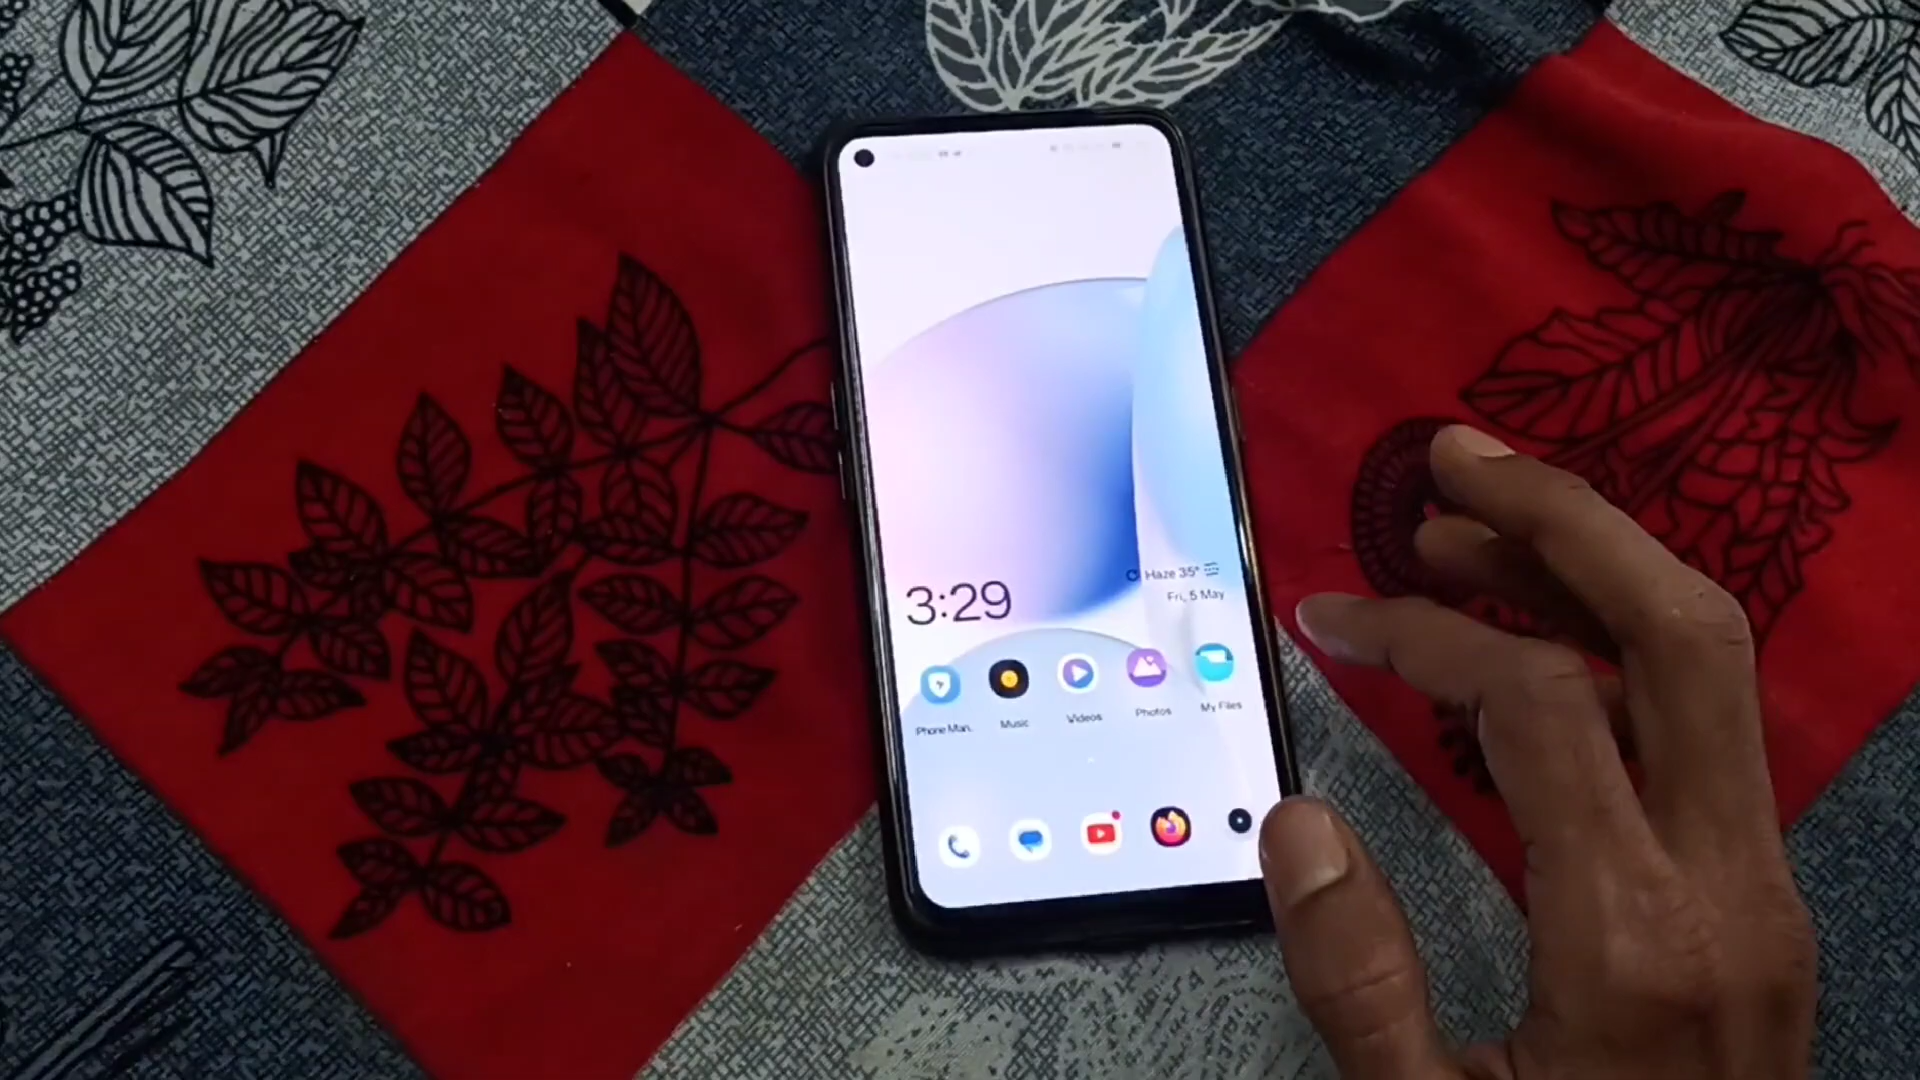 3:29
Haze 35°
Fri, 5 May
Phone Man.
Music
Videos
Photos
My Files